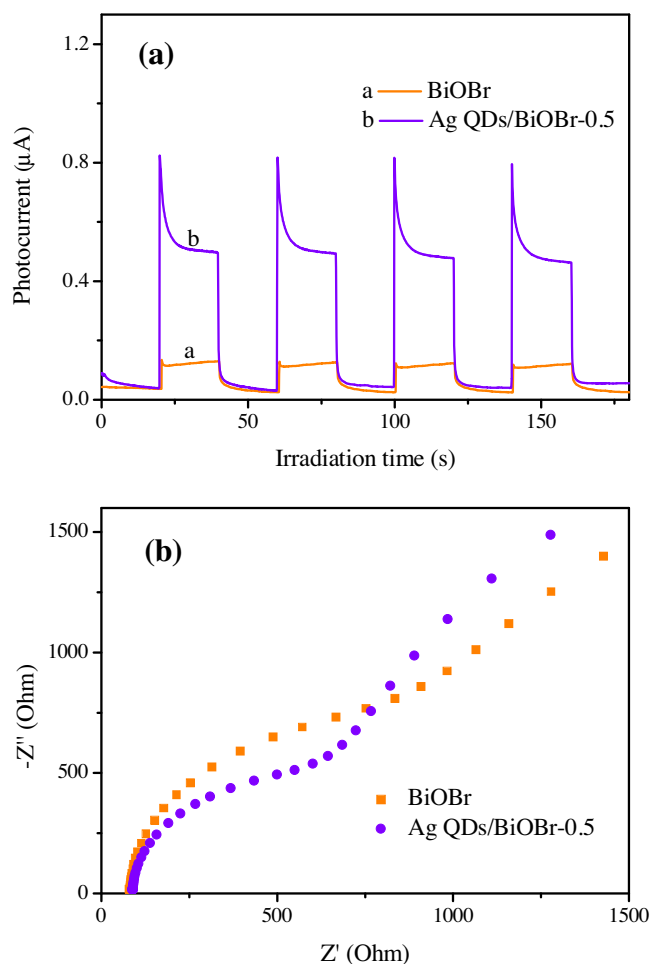 (a)
a BiOBr
b Ag QDs/BiOBr-0.5
1.2
0.8
0.4
0.0
Photocurrent (μA)
b
a
0 50 100 150
Irradiation time (s)
(b)
1500
1000
500
0
-Z'' (Ohm)
BiOBr
Ag QDs/BiOBr-0.5
0 500 1000 1500
Z' (Ohm)